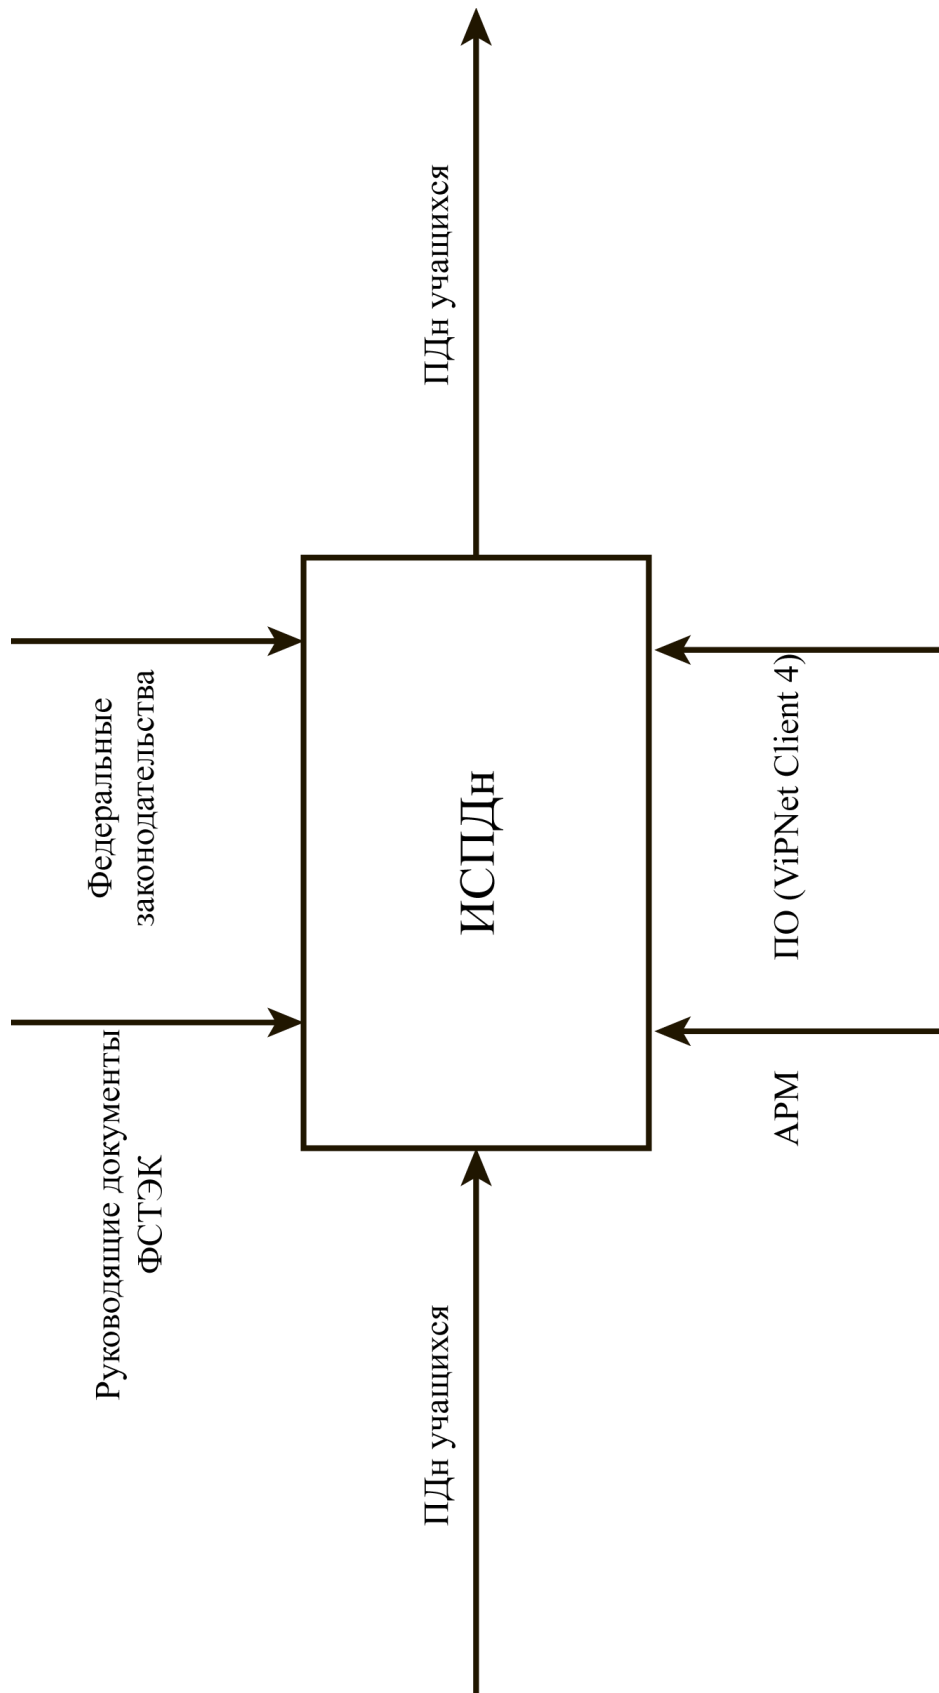 Руководящие документы
ФСТЭК
Федеральные
законодательства
ПДн учащихся
ИСПДн
ПДн учащихся
АРМ
ПО (ViPNet Client 4)